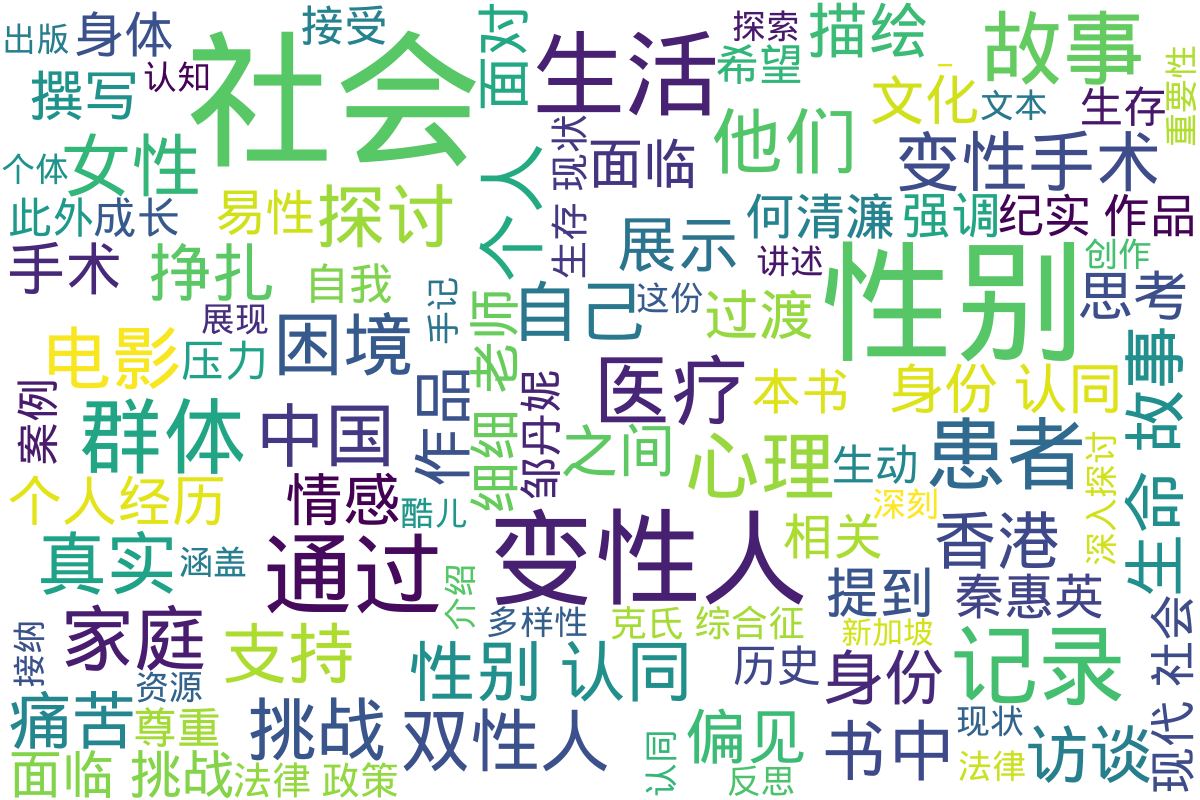 出版
身体
接受
面对
生活
探索
希望
描绘
故事
重要性
撰写
认知
社会
文化
文本
生存
个体
女性
个人
现状
面临
他们
变性手术
此外
成长
易性
探讨
生存
展示
何清濂
强调
纪实
作品
手术
挣扎
自我
手记
老师
自己
这份
讲述
过渡
性别
创作
思考
展现
电影
压力
困境
案例
群体
中国
作品
细细
邹丹妮
医疗
之间
本书
身份 认同
生命 故事
心理
生动
患者
深入探讨
个人经历
情感
酷儿
变性人
深刻
相关
香港
真实
涵盖
通过
介绍
多样性
克氏 综合征
提到
新加坡
秦惠英
现代 社会
接纳
家庭
支持
资源
性别 认同
历史
身份
记录
痛苦
尊重
挑战
双性人
认同
偏见
反思
书中
现状
法律
访谈
面临 挑战
法律 政策
一